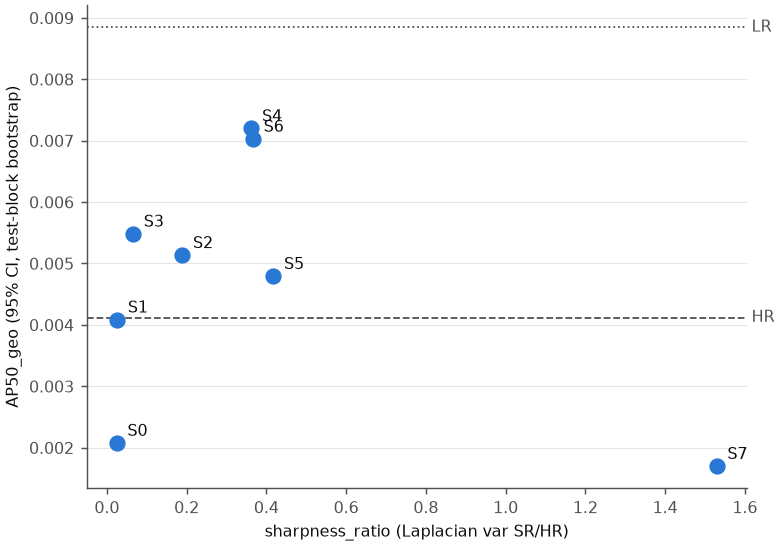 0.009
LR
0.008
S4
S6
0.007
0.006
S3
S2
S5
0.005
S1
HR
0.004
0.003
S0
S7
0.002
0.0 0.2 0.4 0.6 0.8 1.0 1.2 1.4 1.6
sharpness_ratio (Laplacian var SR/HR)
AP50_geo (95% CI, test-block bootstrap)